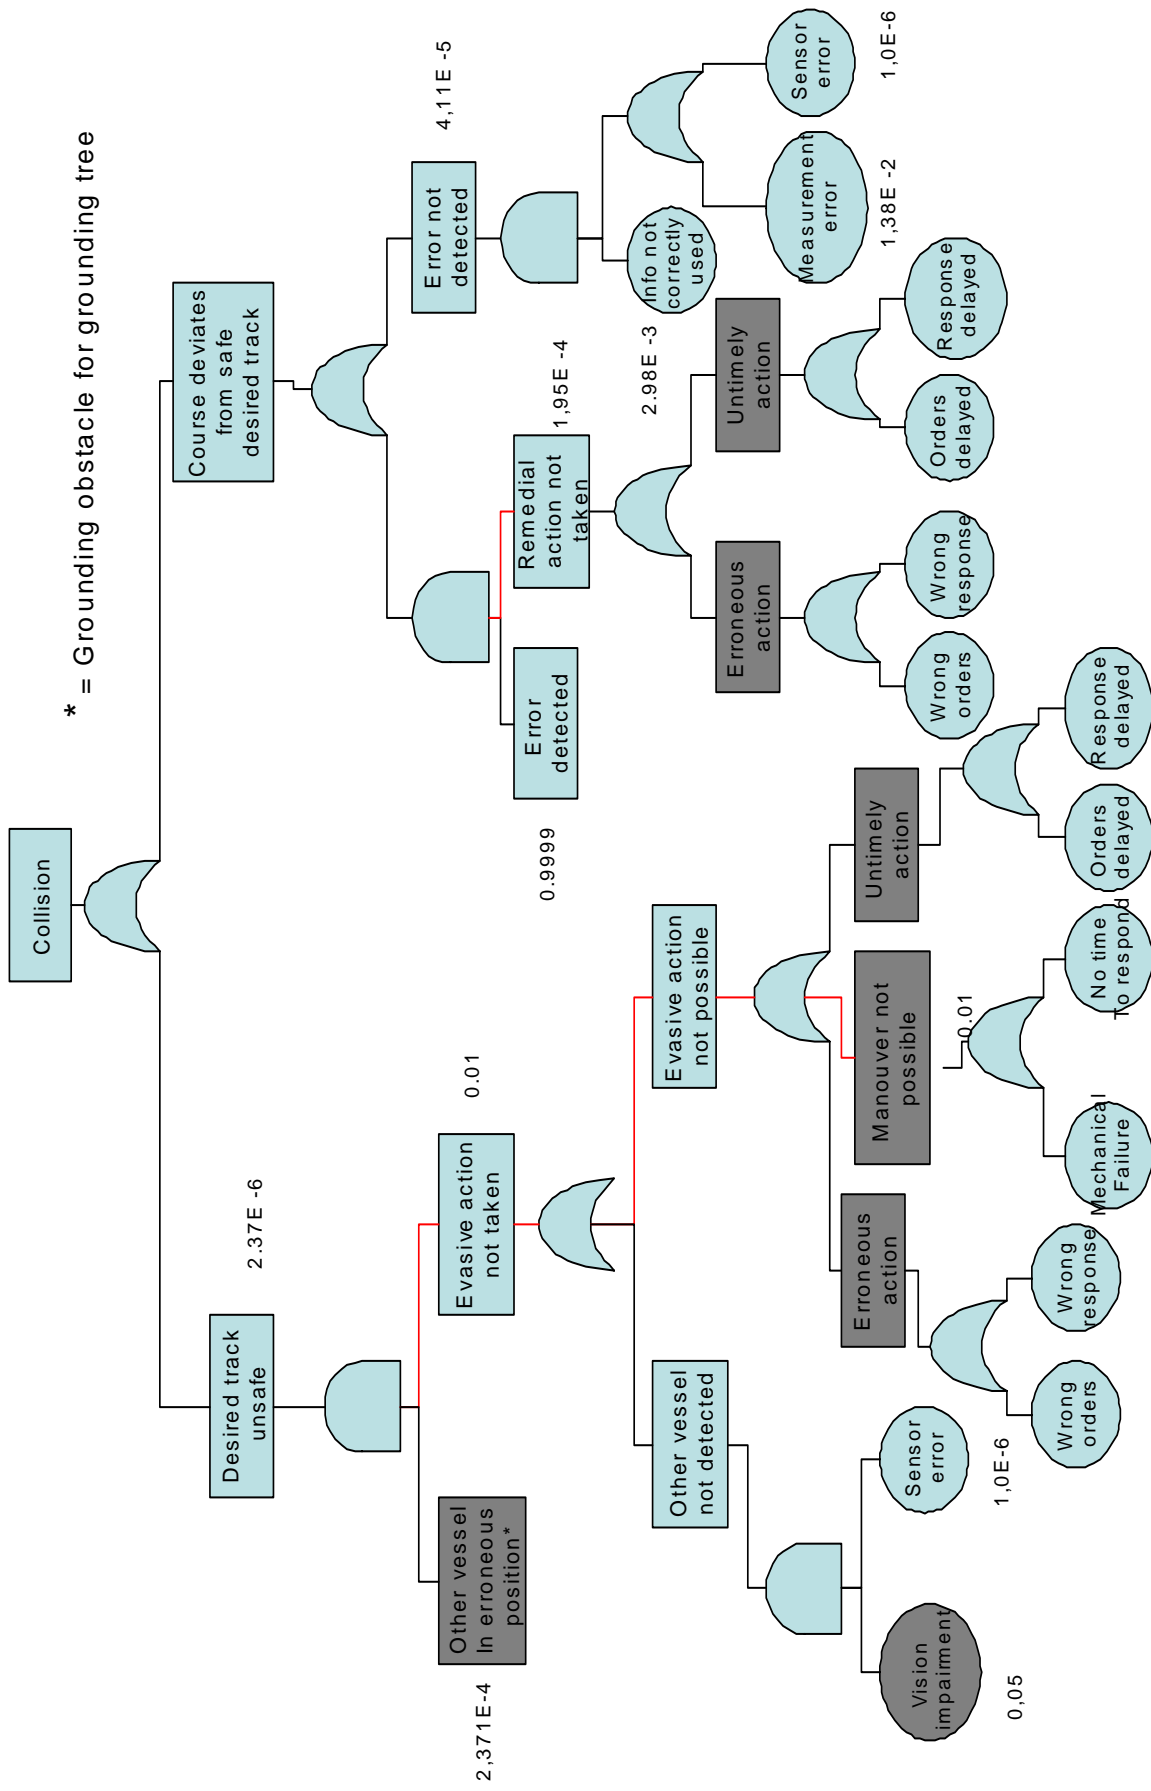 * = Grounding obstacle for grounding tree
Collision
Desired track
unsafe
2.37E -6
Course deviates
from safe
desired track
Other vessel
In erroneous
position*
2,371E-4
Evasive action
not taken
0.01
Error
detected
0.9999
Remedial
action not
taken
1,95E -4
Error not
detected
4,11E -5
Other vessel
not detected
Evasive action
not possible
Info not
correctly
used
2.98E -3
Measurement
error
1,38E -2
Sensor
error
1,0E-6
Erroneous
action
Untimely
action
Wrong
orders
Wrong
response
Orders
delayed
Response
delayed
Vision
impairment
0,05
Sensor
error
1,0E-6
Erroneous
action
Manouver not
possible
0.01
Untimely
action
Wrong
orders
Wrong
response
Mechanical
Failure
No time
To respond
Orders
delayed
Response
delayed